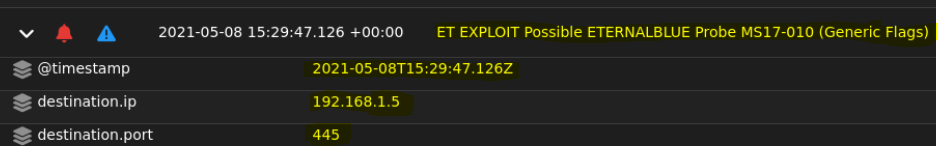 2021-05-08 15:29:47.126 +00:00 ET EXPLOIT Possible ETERNALBLUE Probe MS17-010 (Generic Flags)
@timestamp 2021-05-08T15:29:47.126Z
destination.ip 192.168.1.5
destination.port 445